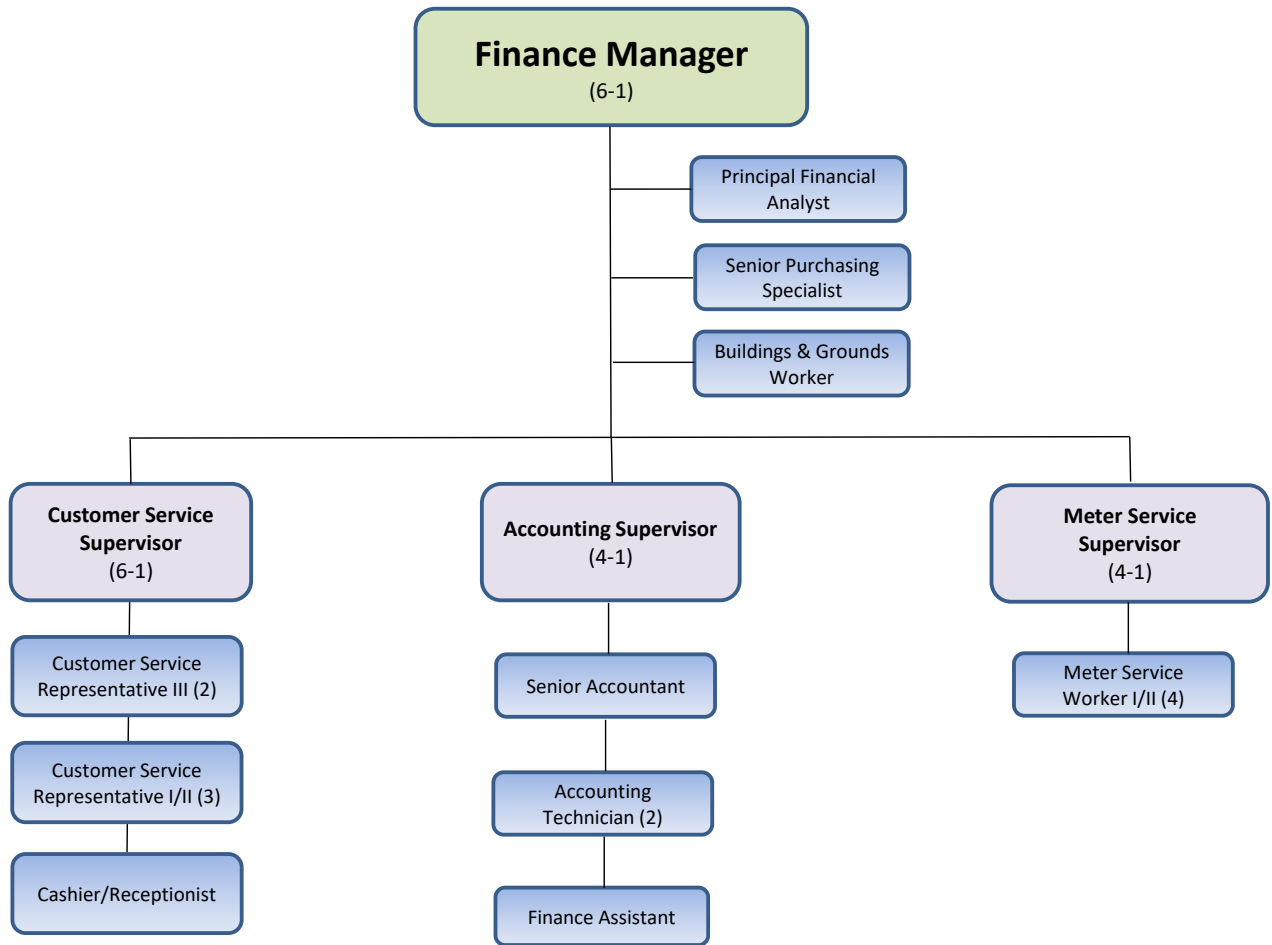 Finance Manager
(6-1)
Principal Financial
Analyst
Senior Purchasing
Specialist
Buildings & Grounds
Worker
Customer Service
Supervisor
(6-1)
Customer Service
Representative III (2)
Customer Service
Representative I/II (3)
Cashier/Receptionist
Accounting Supervisor
(4-1)
Senior Accountant
Accounting
Technician (2)
Finance Assistant
Meter Service
Supervisor
(4-1)
Meter Service
Worker I/II (4)